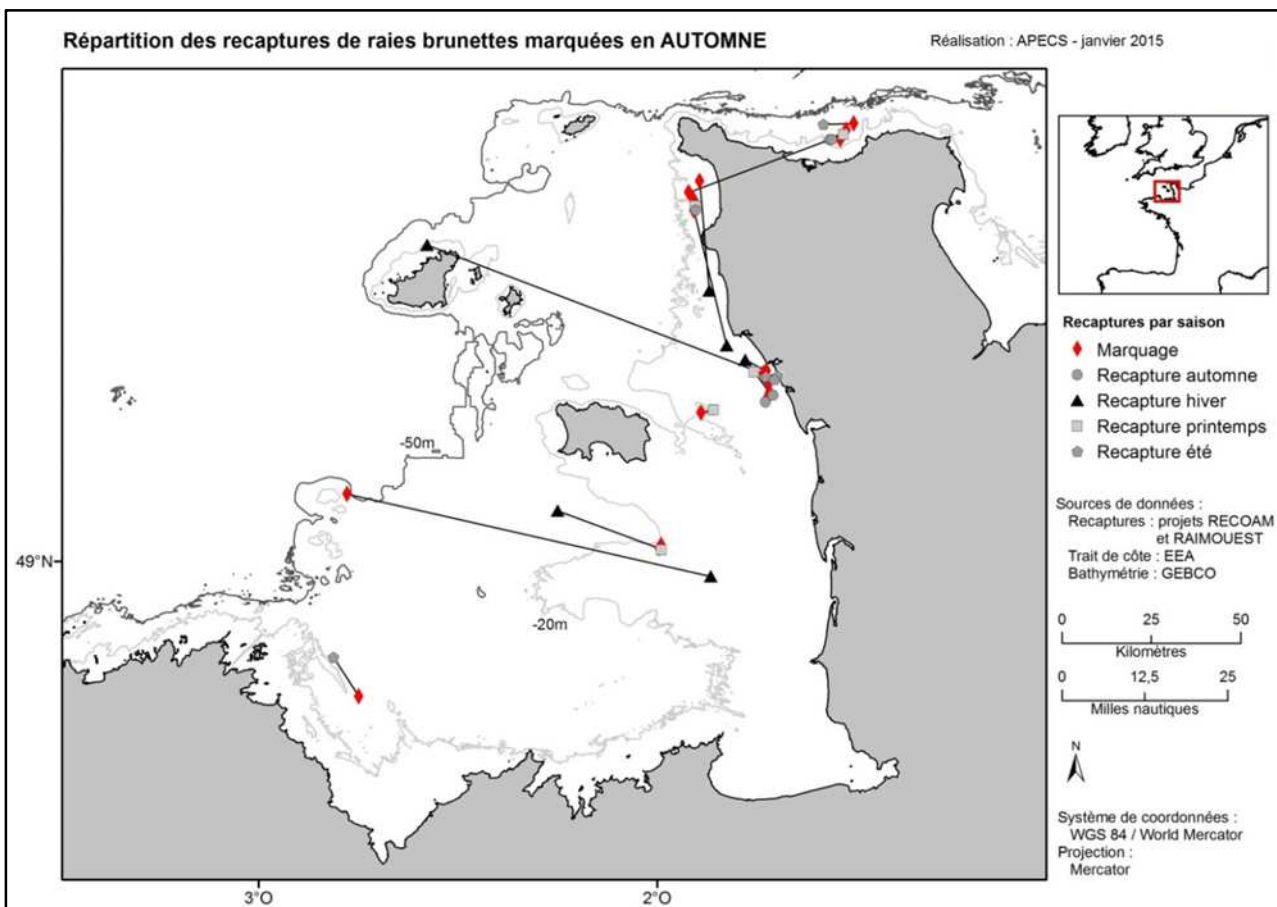 Répartition des recaptures de raies brunettes marquées en AUTOMNE
Réalisation : APECS - janvier 2015
-50m
49°N
-20m
3°O
2°O
Recaptures par saison
Marquage
Recapture automne
Recapture hiver
Recapture printemps
Recapture été
Sources de données :
Recaptures : projets RECOAM
et RAIMOUEST
Trait de côte : EEA
Bathymétrie : GEBCO
0 25 50
Kilomètres
0 12,5 25
Milles nautiques
N
Système de coordonnées :
WGS 84 / World Mercator
Projection :
Mercator